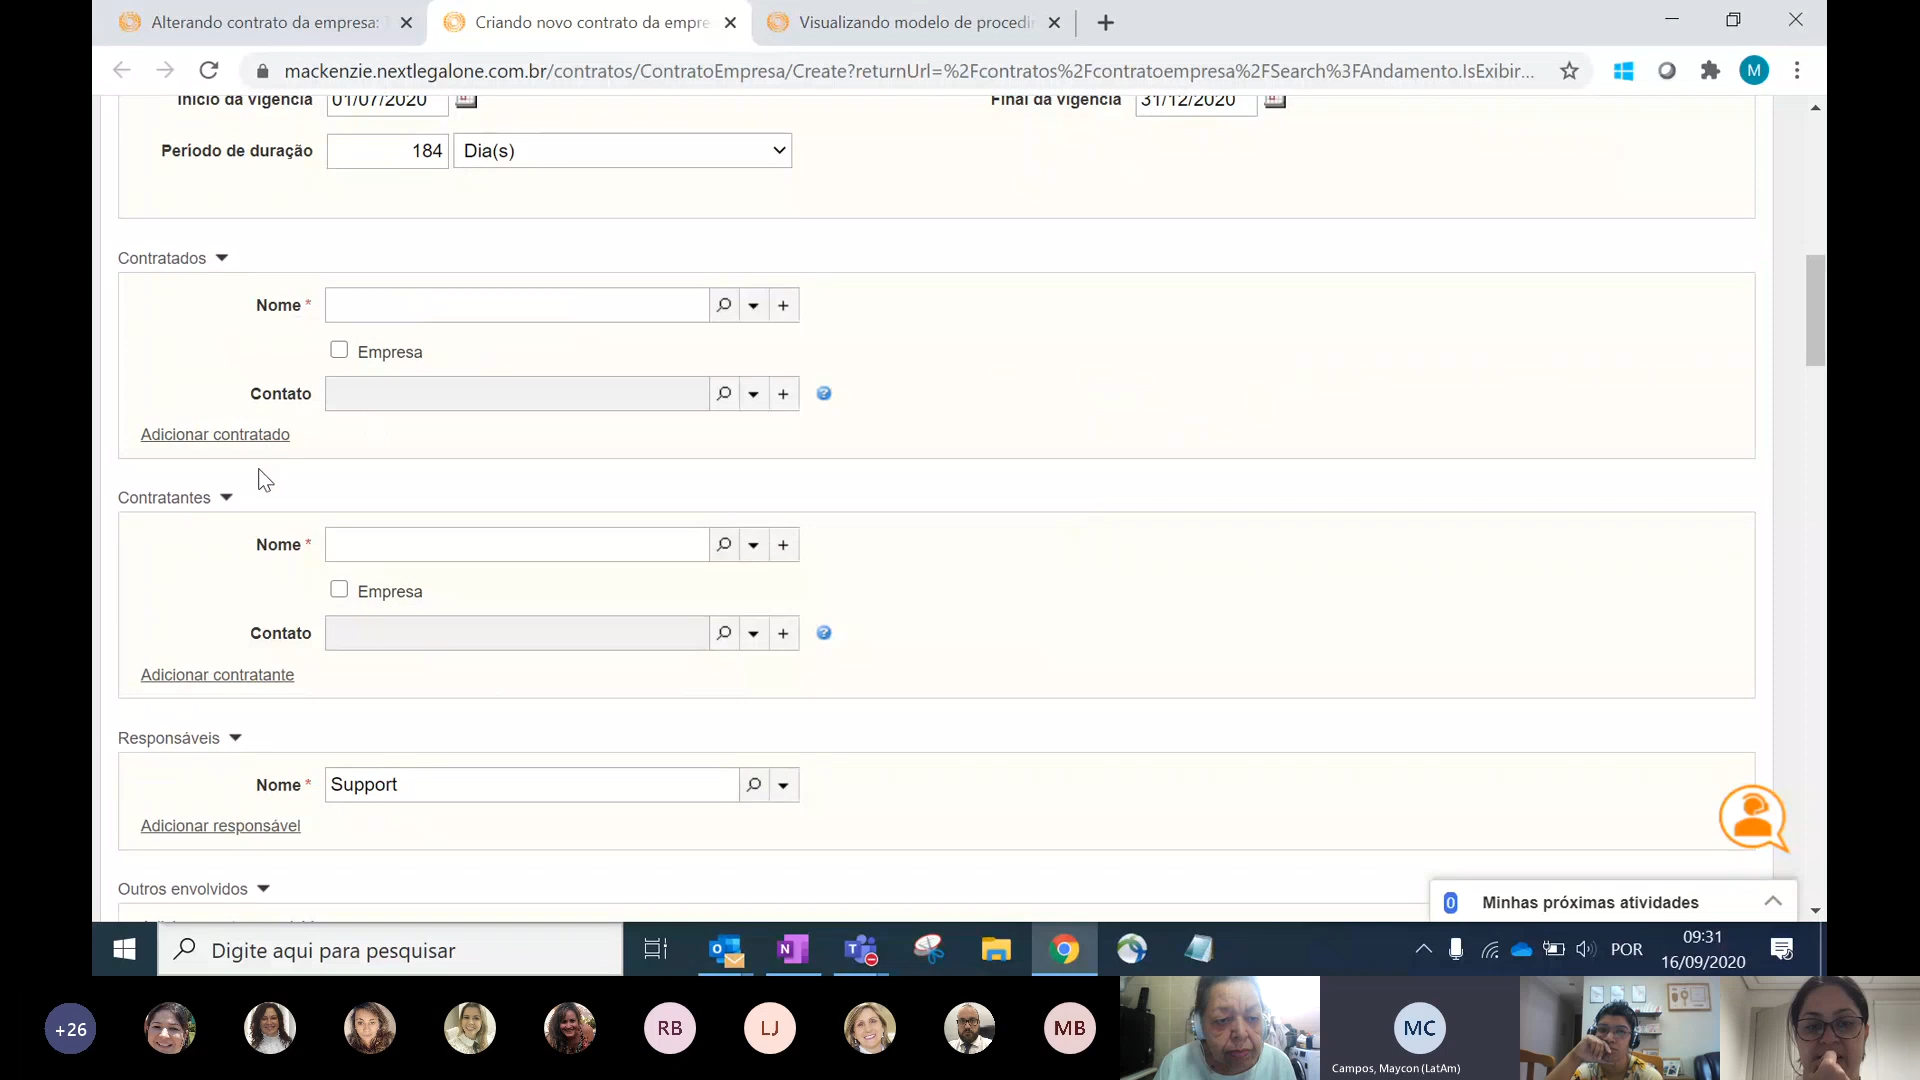 Alterando contrato da empresa:
Criando novo contrato da empre
Visualizando modelo de procedi
mackenzie.nextlegalone.com.br/contratos/ContratoEmpresa/Create?returnUrl=%2Fcontratos%2Fcontratoempresa%2FSearch%3FAndamento.IsExibir...
M
Início da vigência 01/07/2020 Final da vigência 31/12/2020
Período de duração 184 Dia(s)
Contratados
Nome *
Empresa
Contato
Adicionar contratado
Contratantes
Nome *
Empresa
Contato
Adicionar contratante
Responsáveis
Nome * Support
Adicionar responsável
Outros envolvidos
0 Minhas próximas atividades
Digite aqui para pesquisar
POR
09:31
16/09/2020
+26
RB
LJ
MB
MC
Campos, Maycon (LatAm)